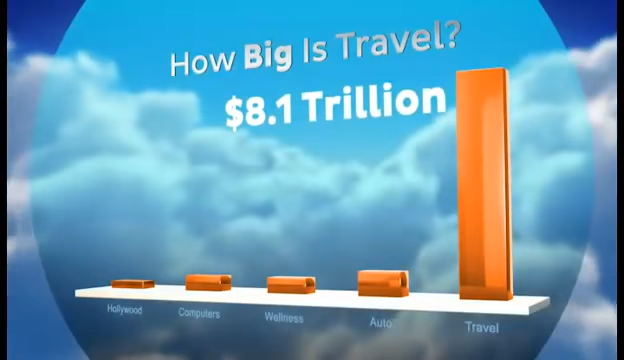 How Big Is Travel?
$8.1 Trillion
Hollywood
Computers
Wellness
Auto
Travel